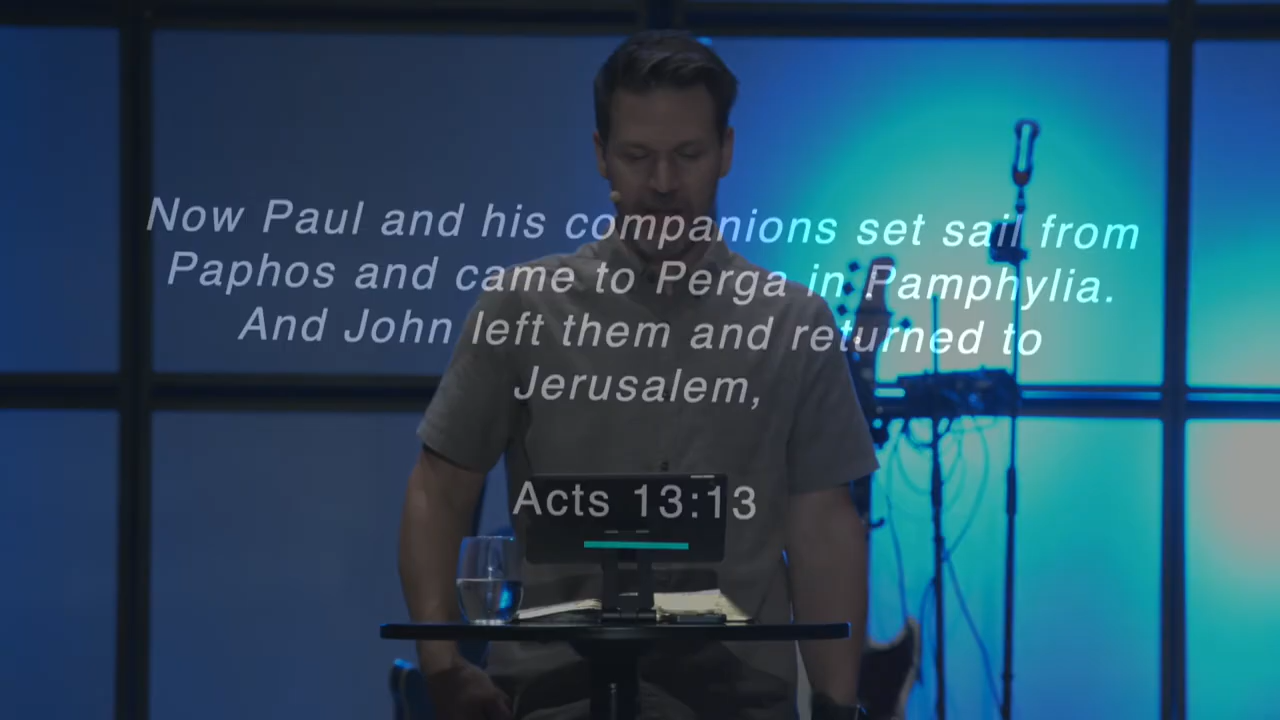 Now Paul and his companions set sail from
Paphos and came to Perga in Pamphylia.
And John left them and returned to
Jerusalem,
Acts 13:13